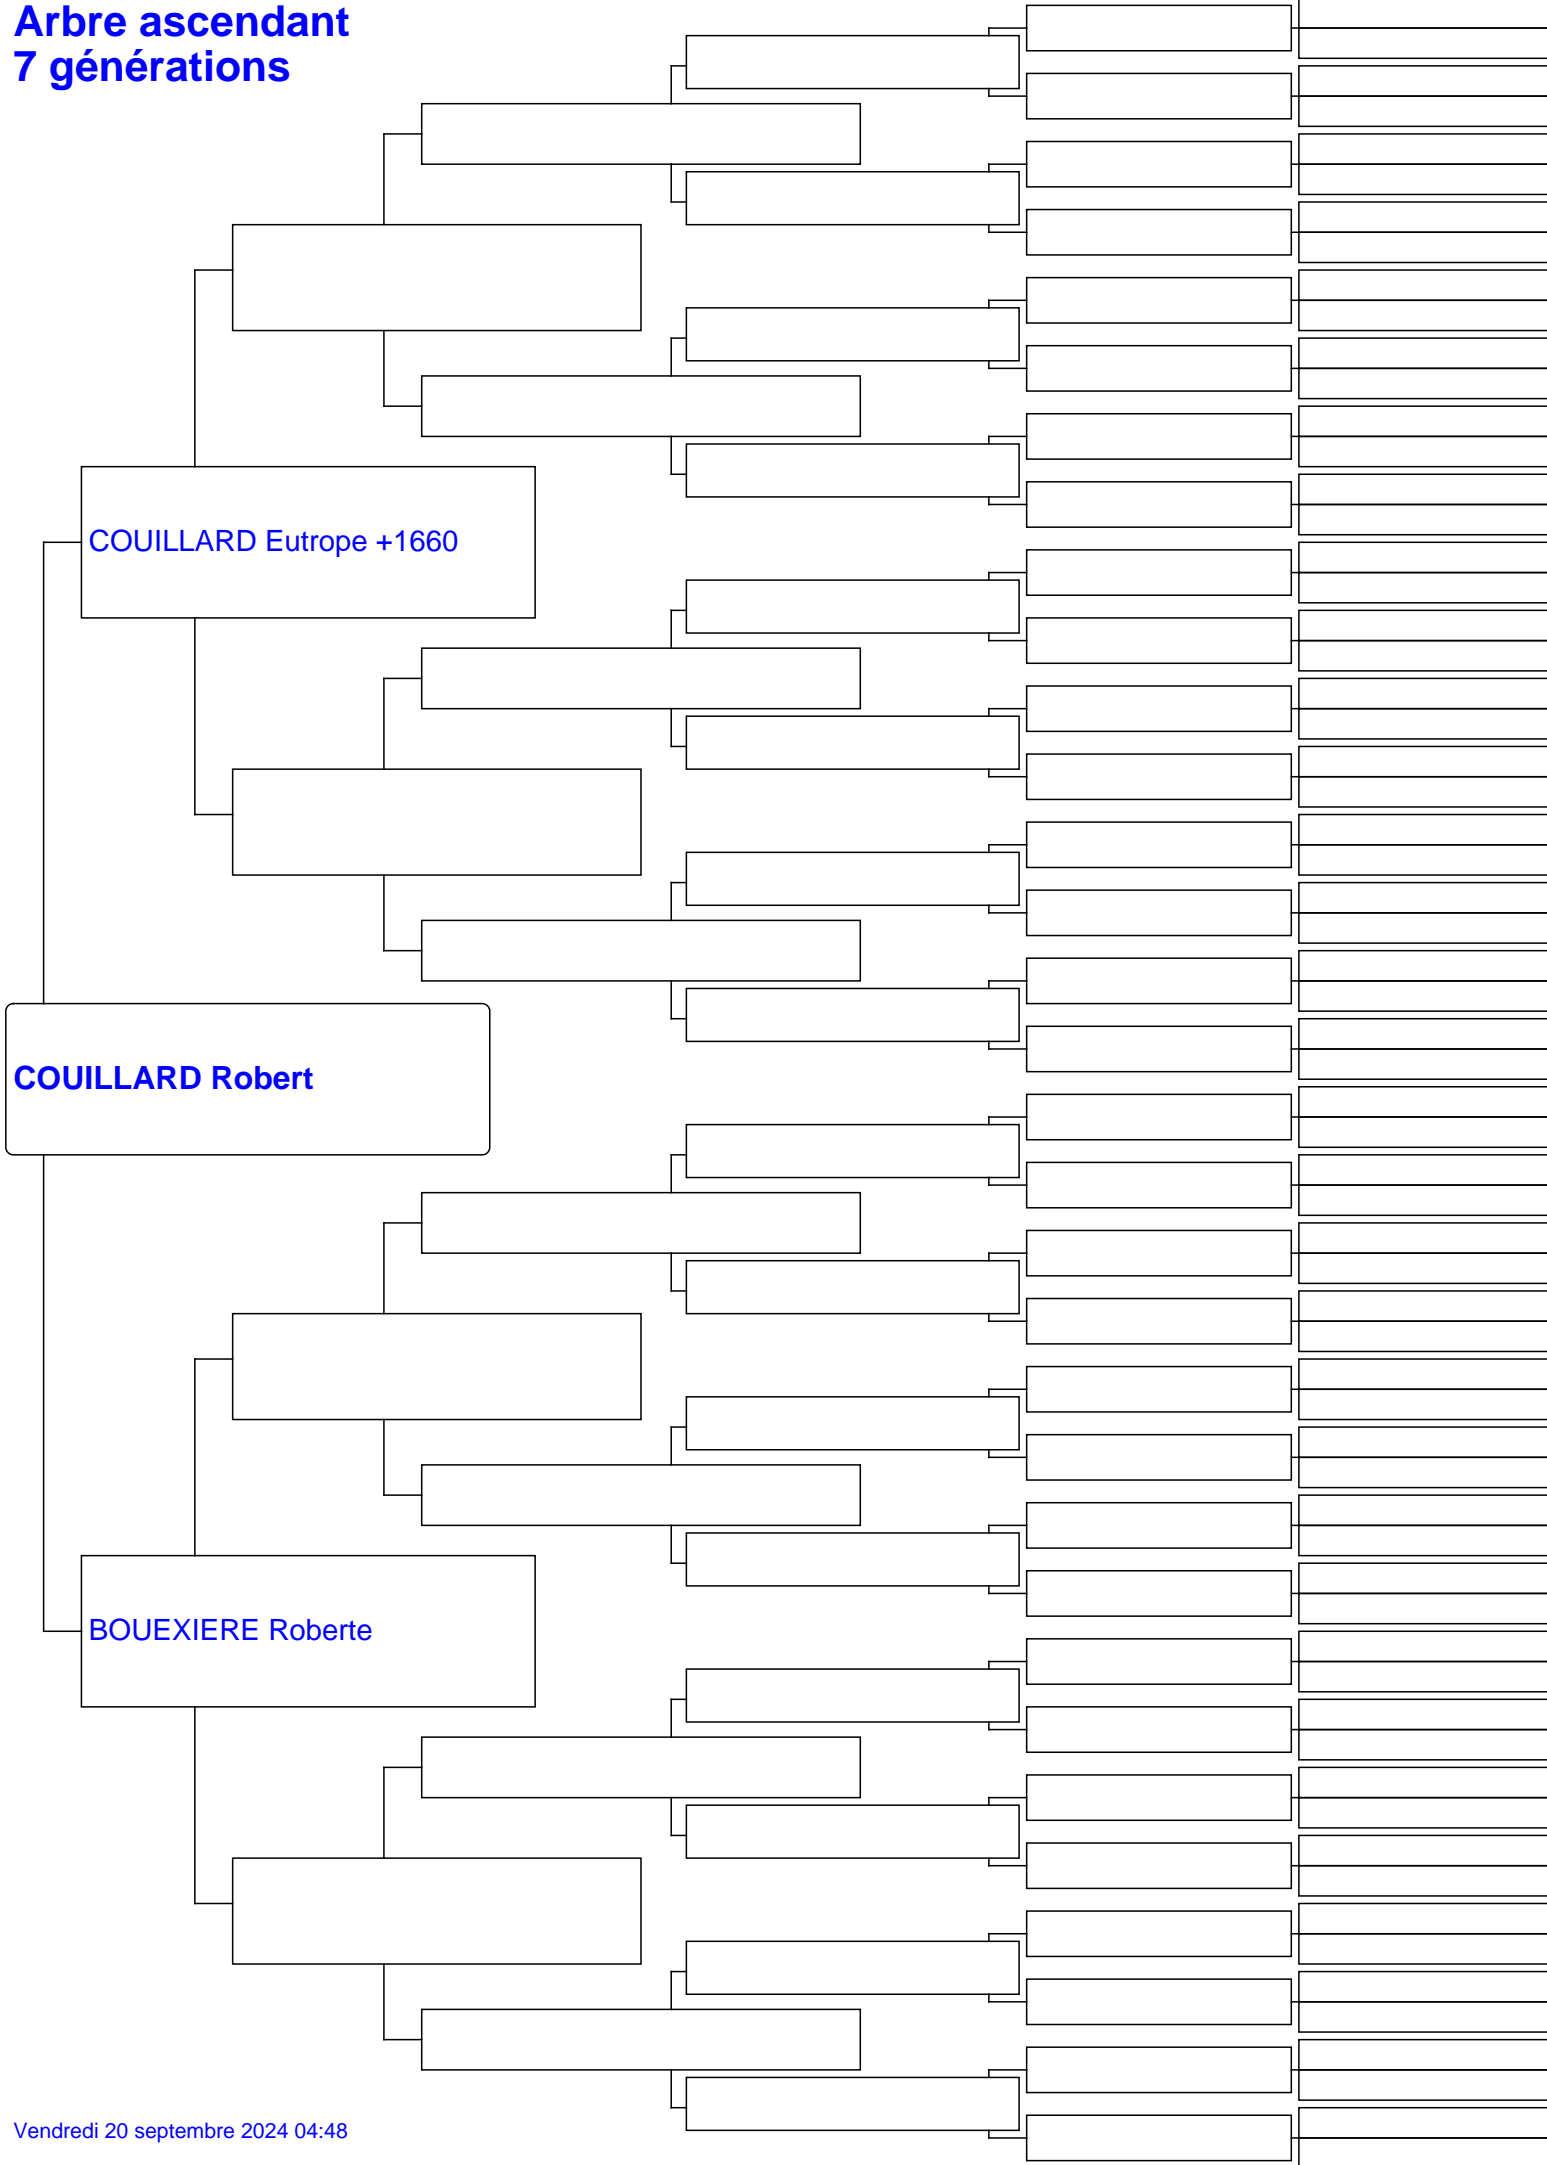 Arbre ascendant
7 générations
COUILLARD Eutrope +1660
COUILLARD Robert
BOUEXIERE Roberte
Vendredi 20 septembre 2024 04:48